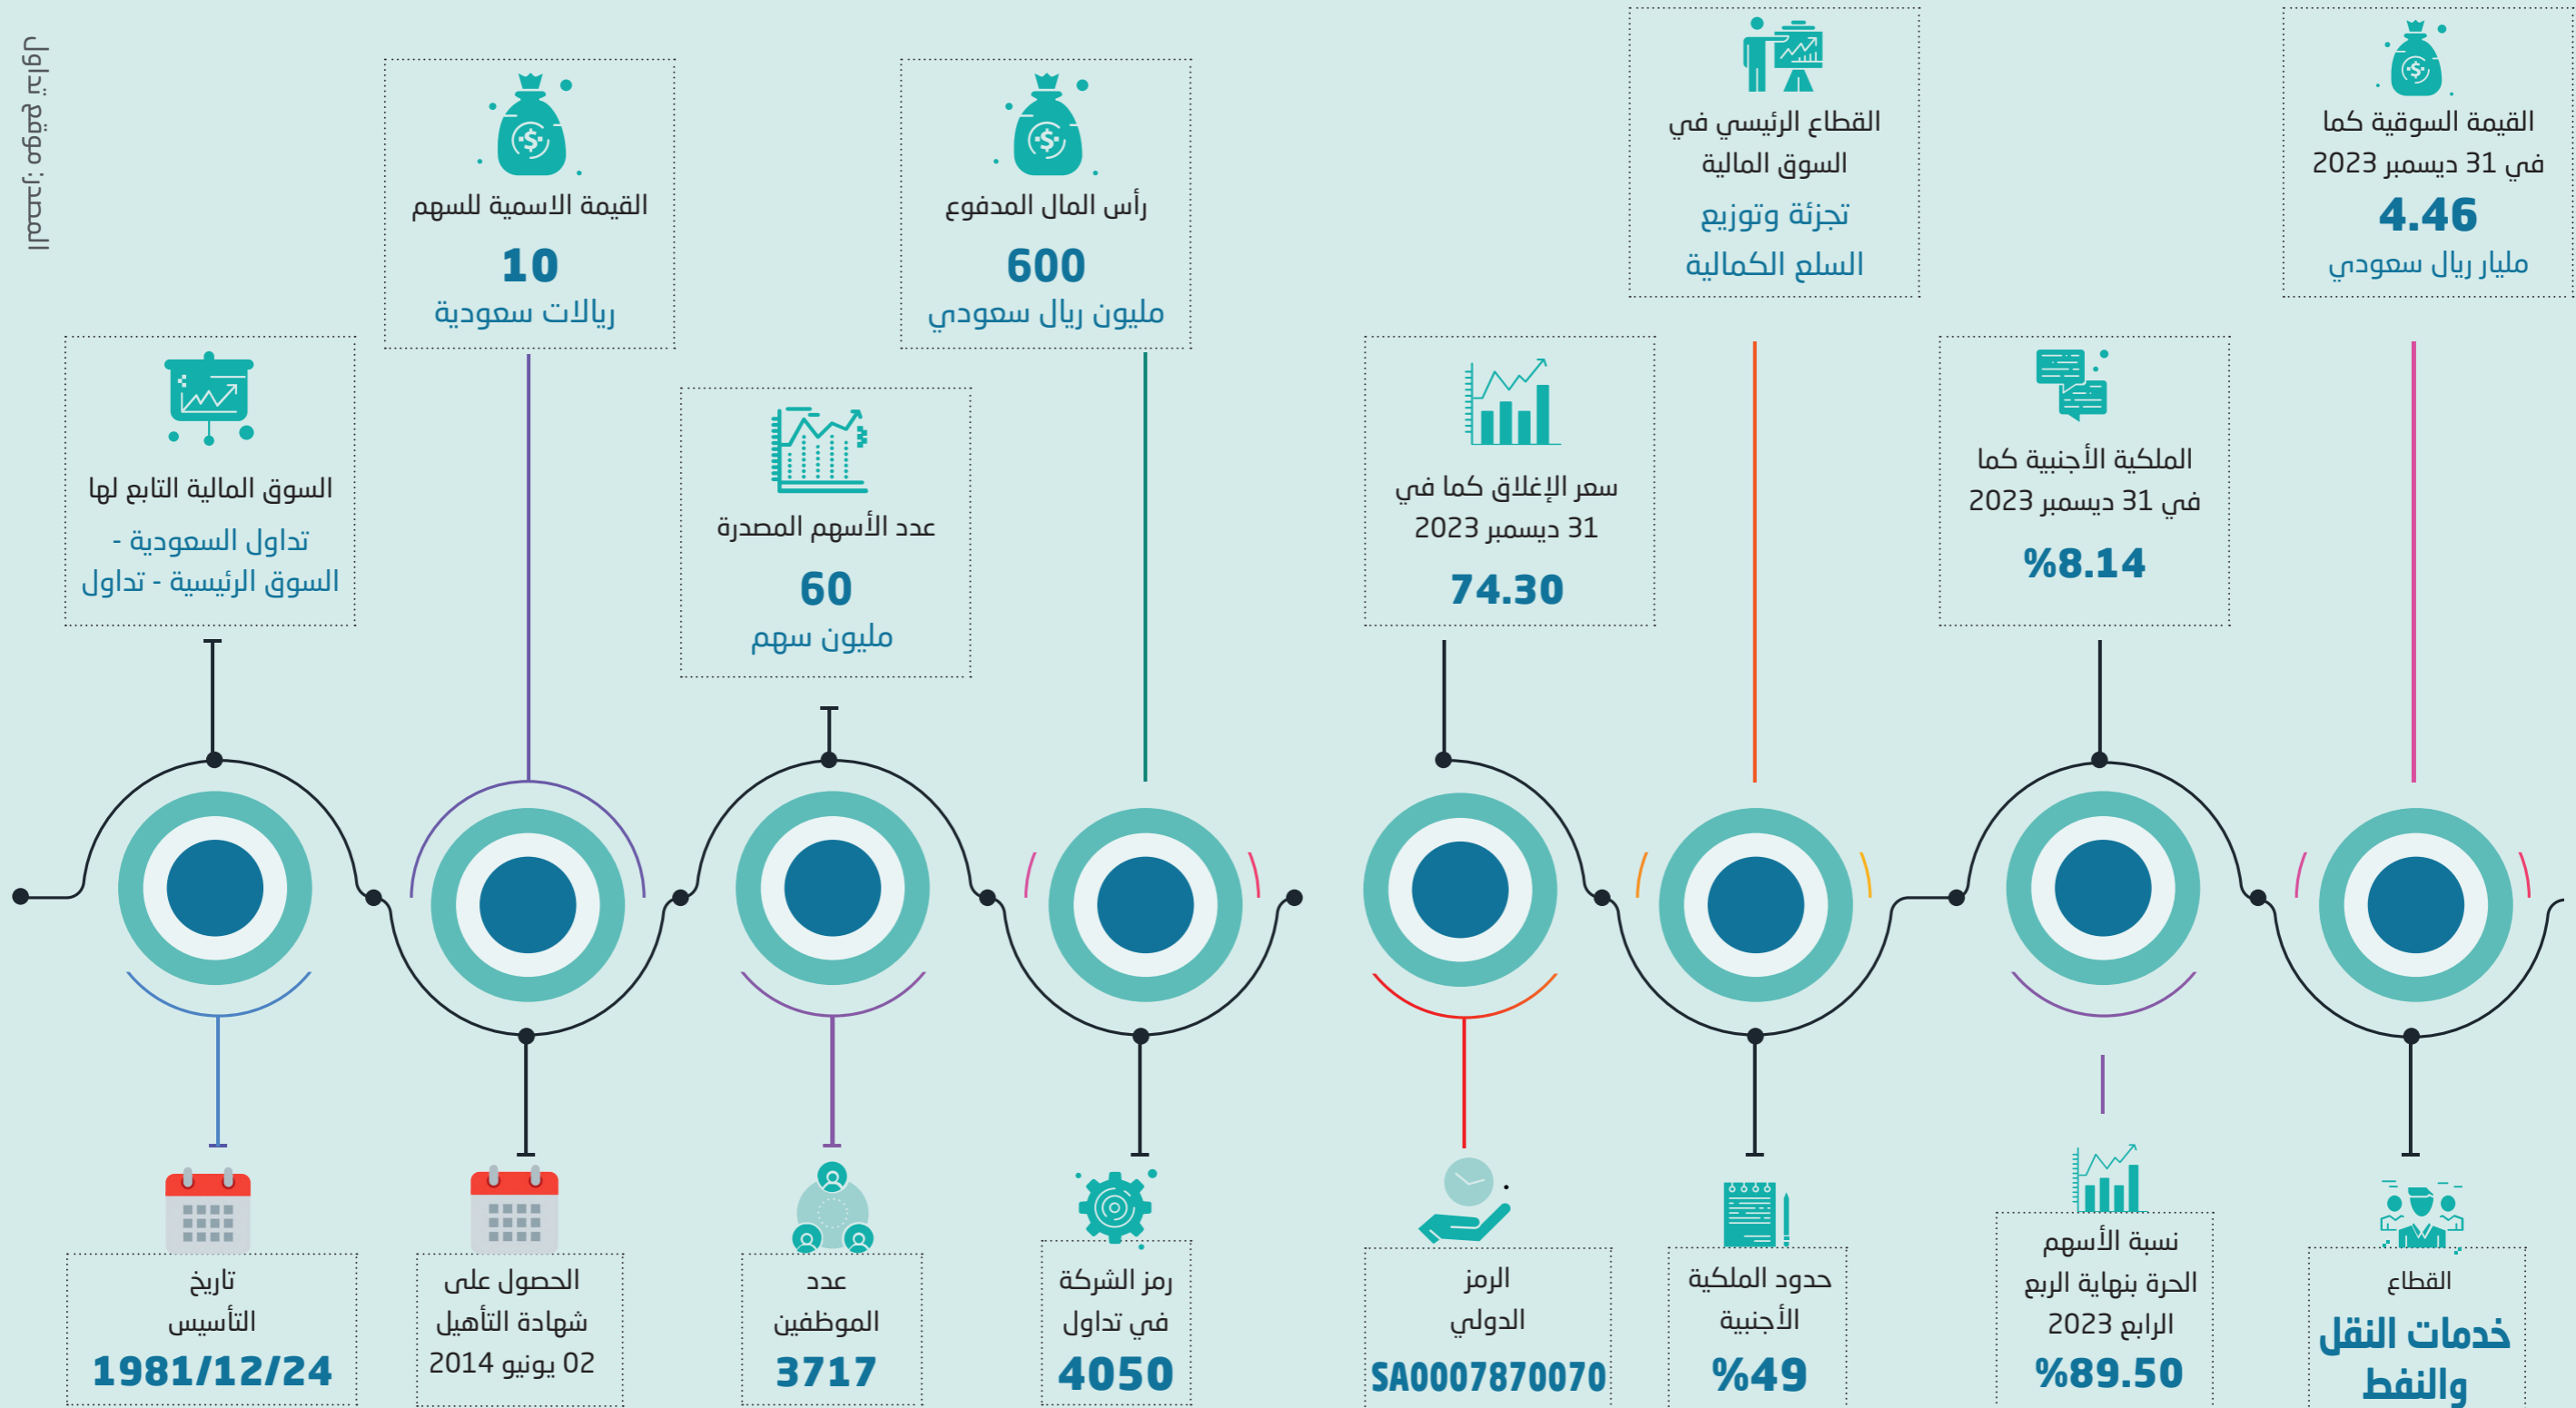 القيمة السوقية كما
في 31 ديسمبر 2023
4.46
مليار ريال سعودي
القطاع الرئيسي في
السوق المالية
تجزئة وتوزيع
السلع الكمالية
رأس المال المدفوع
600
مليون ريال سعودي
القيمة الاسمية للسهم
10
ريالات سعودية
المصدر: موقع تداول
الملكية الأجنبية كما
في 31 ديسمبر 2023
%8.14
سعر الإغلاق كما في
31 ديسمبر 2023
74.30
عدد الأسهم المصدرة
60
مليون سهم
السوق المالية التابع لها
تداول السعودية -
السوق الرئيسية - تداول
القطاع
خدمات النقل
والنفط
نسبة الأسهم
الحرة بنهاية الربع
الرابع 2023
%89.50
حدود الملكية
الأجنبية
%49
الرمز
الدولي
SA0007870070
رمز الشركة
في تداول
4050
عدد
الموظفين
3717
الحصول على
شهادة التأهيل
02 يونيو 2014
تاريخ
التأسيس
1981/12/24